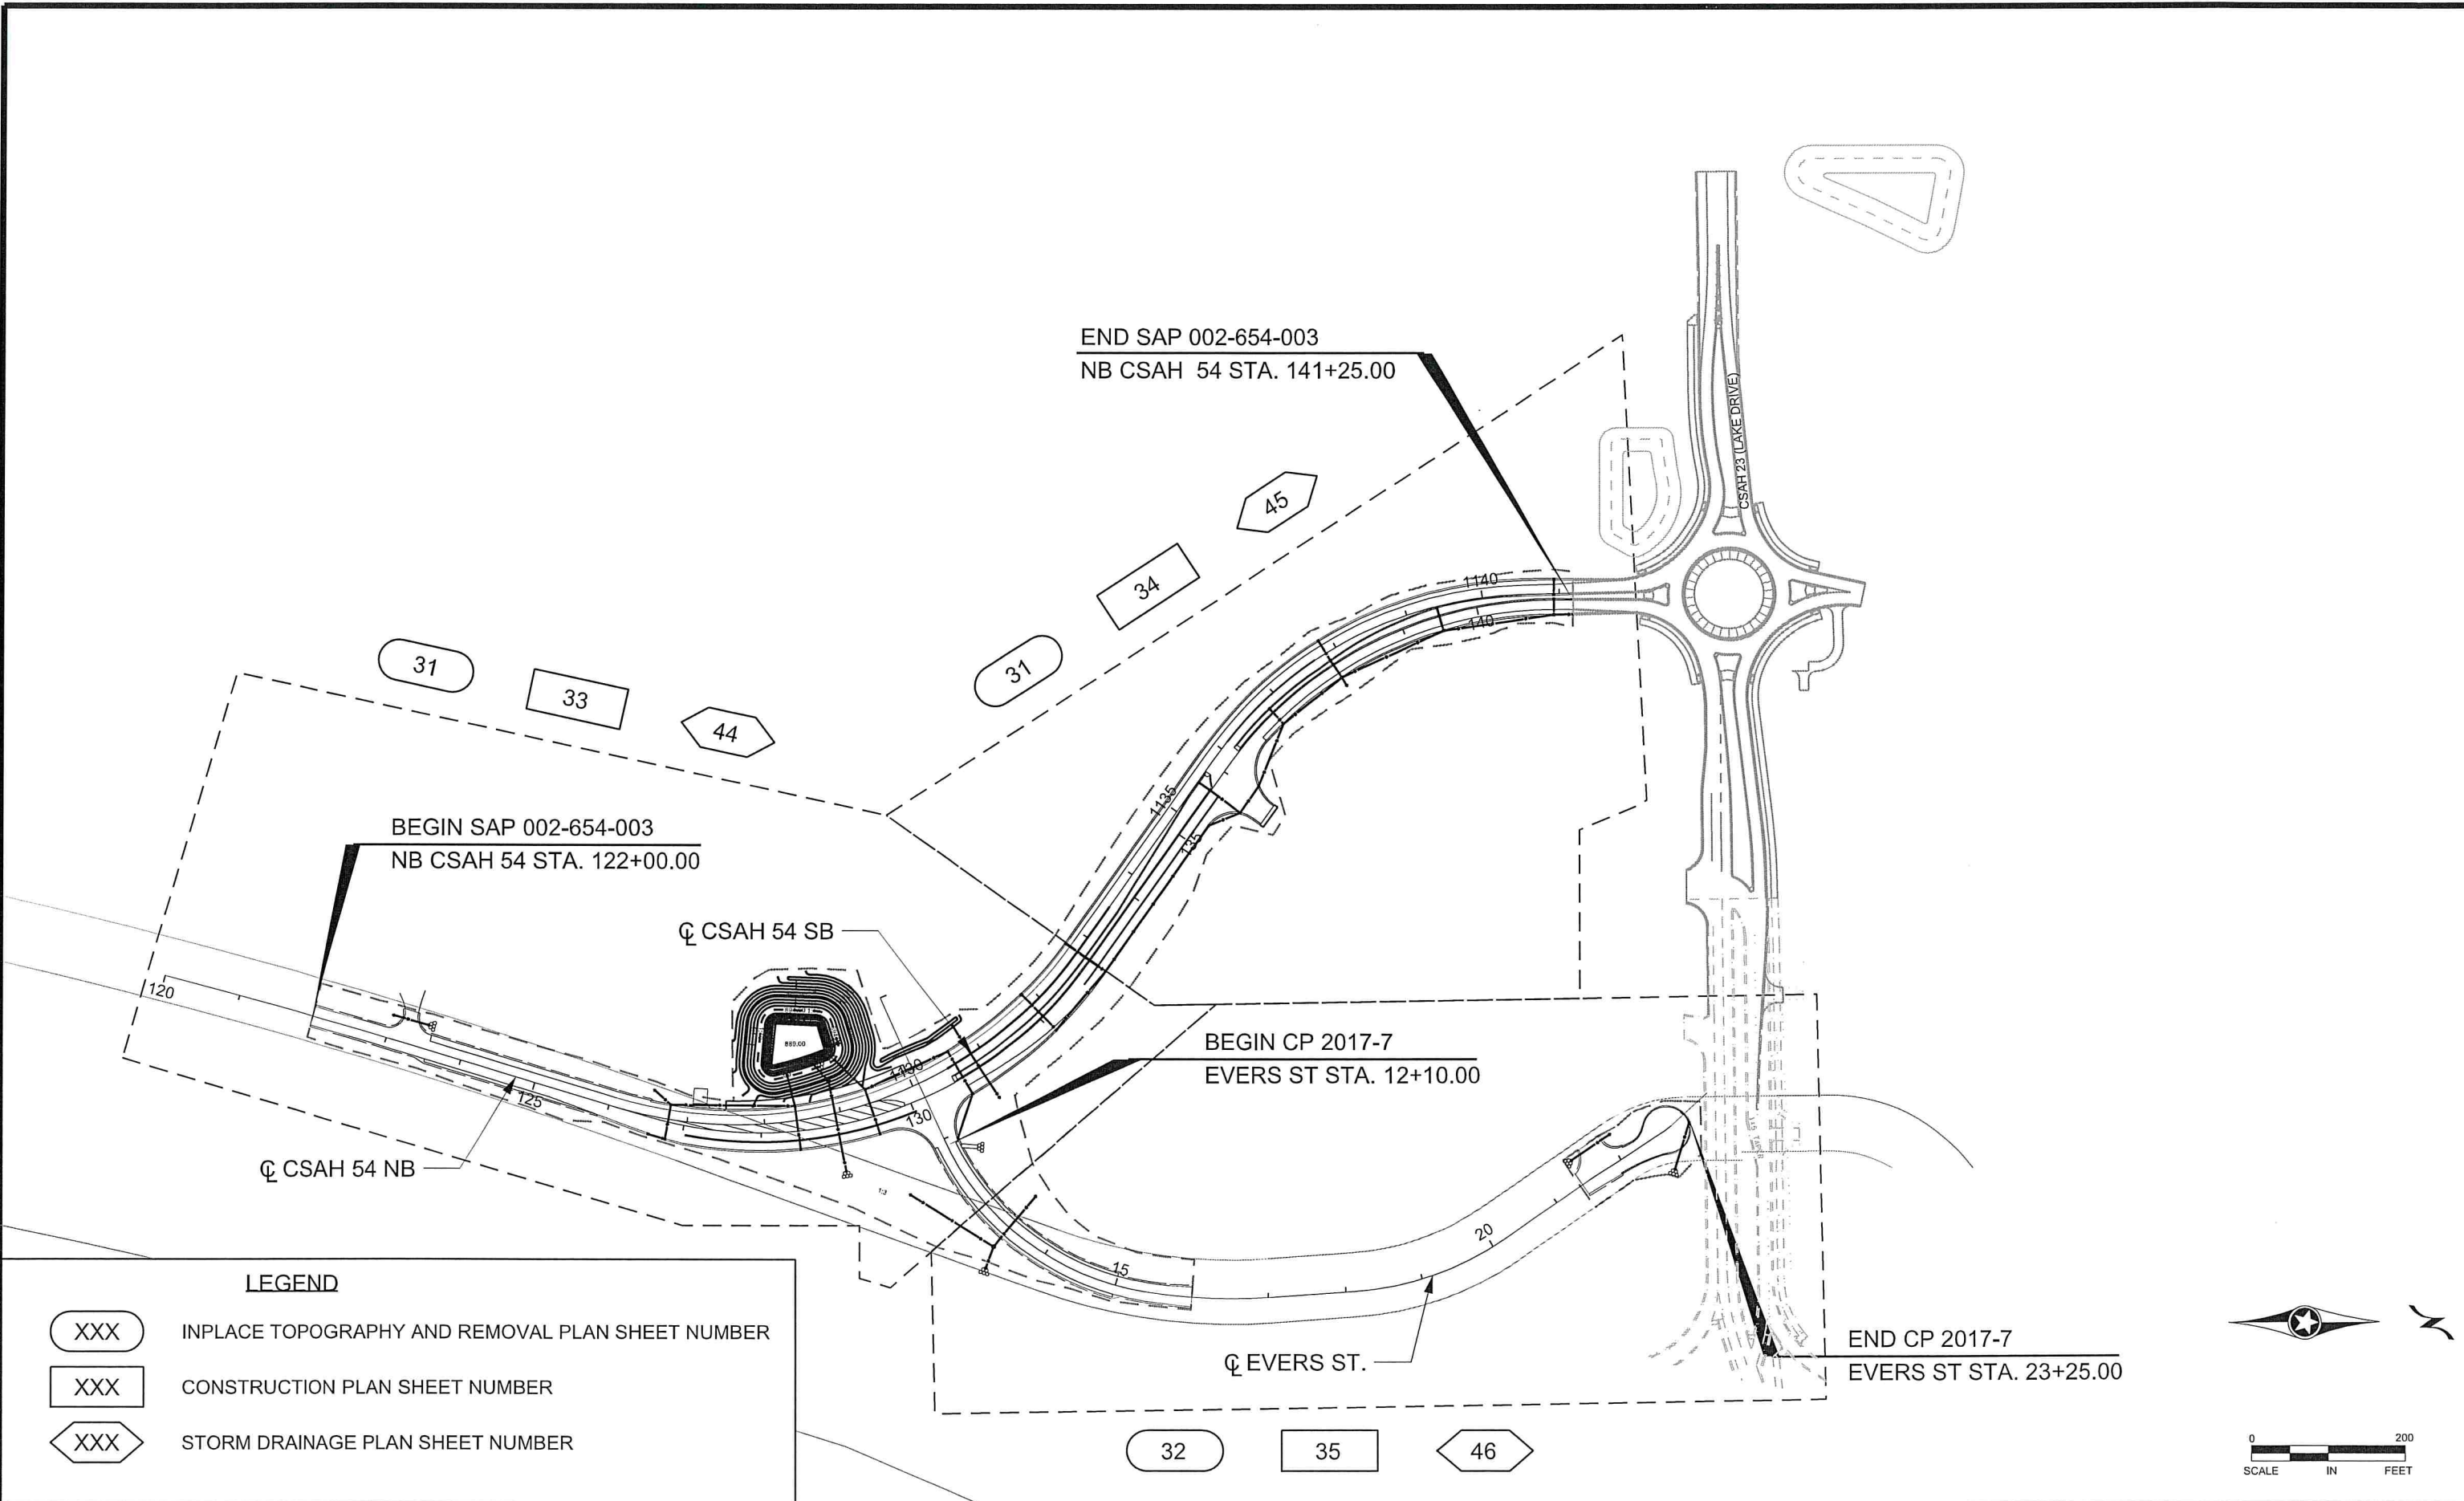 END SAP 002-654-003
NB CSAH 54 STA. 141+25.00
CSAH 23 (LAKE DRIVE)
45
34
31
1140
140
31
33
44
1135
135
BEGIN SAP 002-654-003
NB CSAH 54 STA. 122+00.00
℄ CSAH 54 SB
120
889.00
1130
130
125
BEGIN CP 2017-7
EVERS ST STA. 12+10.00
℄ CSAH 54 NB
1:3
15
20
℄ EVERS ST.
END CP 2017-7
EVERS ST STA. 23+25.00
LEGEND
XXX INPLACE TOPOGRAPHY AND REMOVAL PLAN SHEET NUMBER
XXX CONSTRUCTION PLAN SHEET NUMBER
XXX STORM DRAINAGE PLAN SHEET NUMBER
32
35
46
0 200
SCALE IN FEET